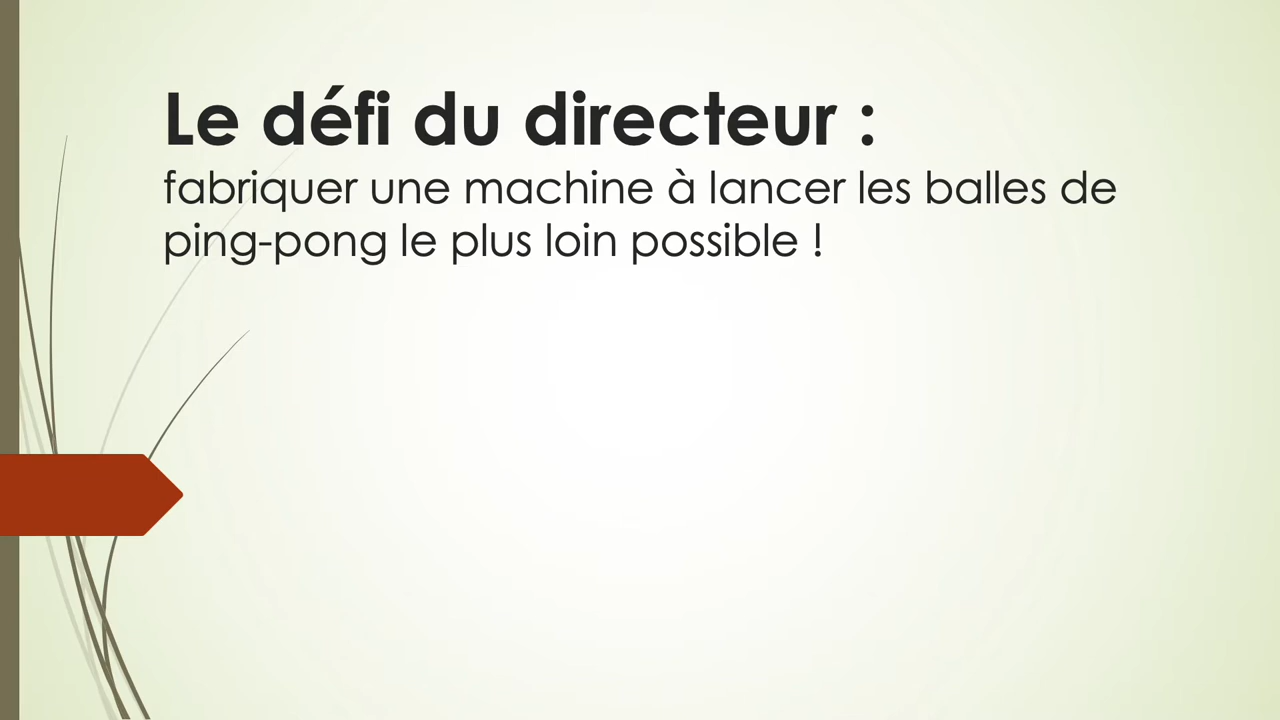 Le défi du directeur :
fabriquer une machine à lancer les balles de
ping-pong le plus loin possible !